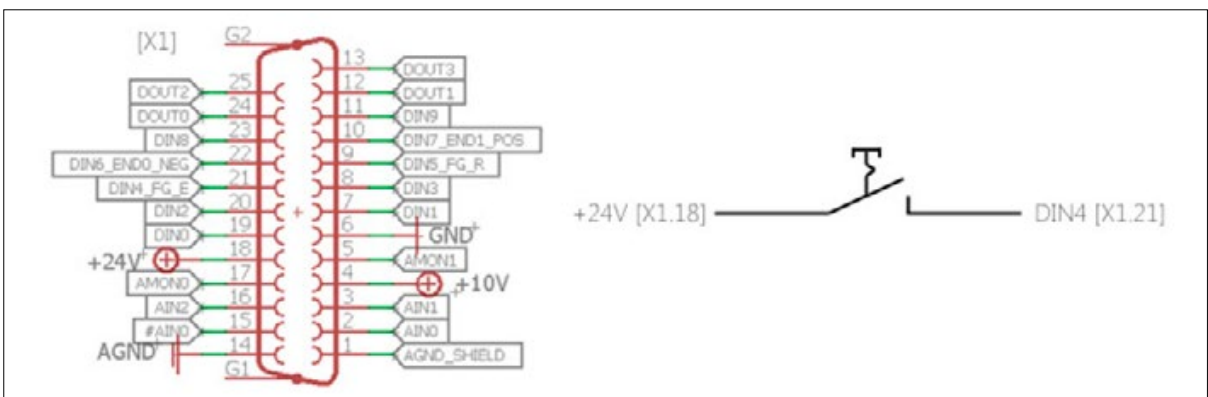 [X1]
G2
13 DOUT3
DOUT2 25
12 DOUT1
DOUT0 24
11 DIN9
DIN8 23
10 DIN7_END1_POS
DIN6_END0_NEG 22
9 DIN5_FG_R
DIN4_FG_E 21
8 DIN3
DIN2 20
7 DIN1
DIN0 19
6 GND
+24V 18
5 AMON1
AMON0 17
4 +10V
AIN2 16
3 AIN1
#AIN0 15
2 AIN0
AGND 14
1 AGND_SHIELD
G1
+24V [X1.18]
DIN4 [X1.21]